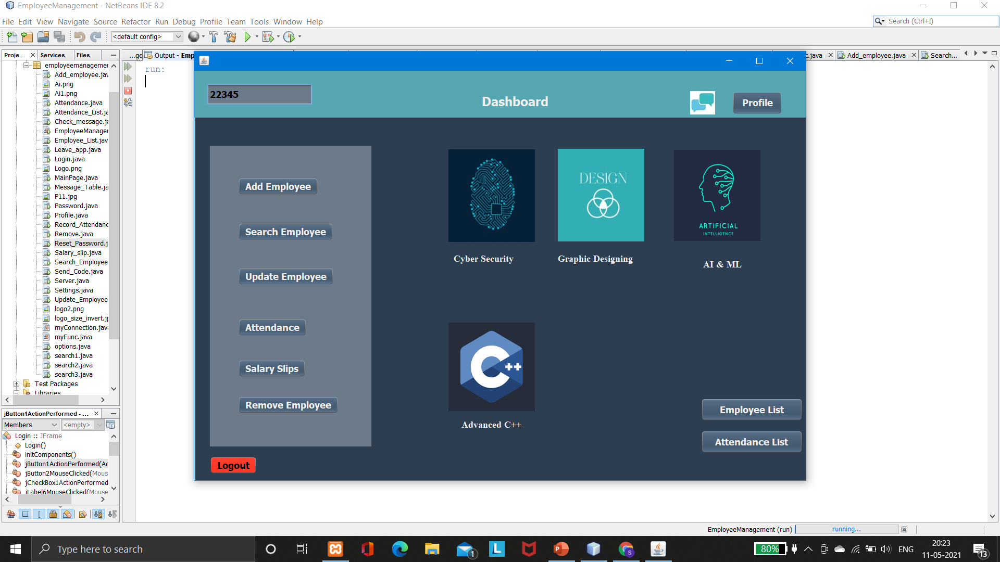 EmployeeManagement - NetBeans IDE 8.2
File Edit View Navigate Source Refactor Run Debug Profile Team Tools Window Help
Search (Ctrl+I)
<default config>
Proje... Services Files
employeemanagemen
Add_employee.jav
Ai.png
Ai1.png
Attendance.java
Attendance_List.ja
Check_message.ja
EmployeeManager
Employee_List.jav
Leave_app.java
Login.java
Logo.png
MainPage.java
Message_Table.ja
P11.jpg
Password.java
Profile.java
Record_Attendanc
Remove.java
Reset_Password.j
Salary_slip.java
Search_Employee
Send_Code.java
Server.java
Settings.java
Update_Employee
logo2.png
logo_size_invert.jp
myConnection.java
myFunc.java
options.java
search1.java
search2.java
search3.java
Test Packages
Libraries
jButton1ActionPerformed - ...
Members
<empty>
Login :: JFrame
Login()
initComponents()
jButton1ActionPerformed(Ac
jButton2MouseClicked(Mous
jCheckBox1ActionPerformed
jLabel6MouseClicked(Mouse
...ge Output - Emp
c.java Add_employee.java Search...
run:
22345
Dashboard
Profile
Add Employee
Search Employee
Update Employee
Attendance
Salary Slips
Remove Employee
Logout
DESIGN
ARTIFICIAL
INTELLIGENCE
Cyber Security
Graphic Designing
AI & ML
C++
Advanced C++
Employee List
Attendance List
EmployeeManagement (run)
running...
Type here to search
1
L
P
S
80%
ENG
20:23
11-05-2021
13